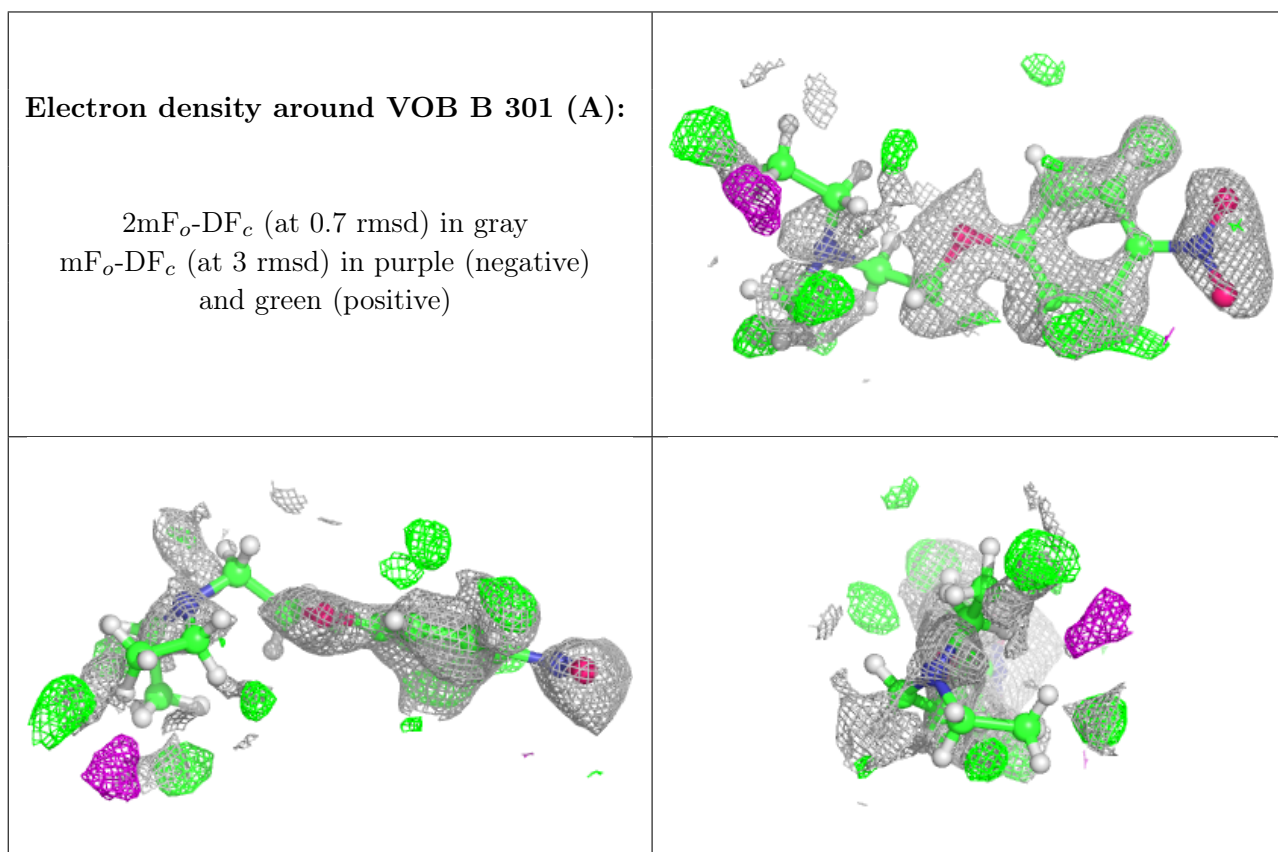 Electron density around VOB B 301 (A):
2mFo-DFc (at 0.7 rmsd) in gray
mFo-DFc (at 3 rmsd) in purple (negative)
and green (positive)